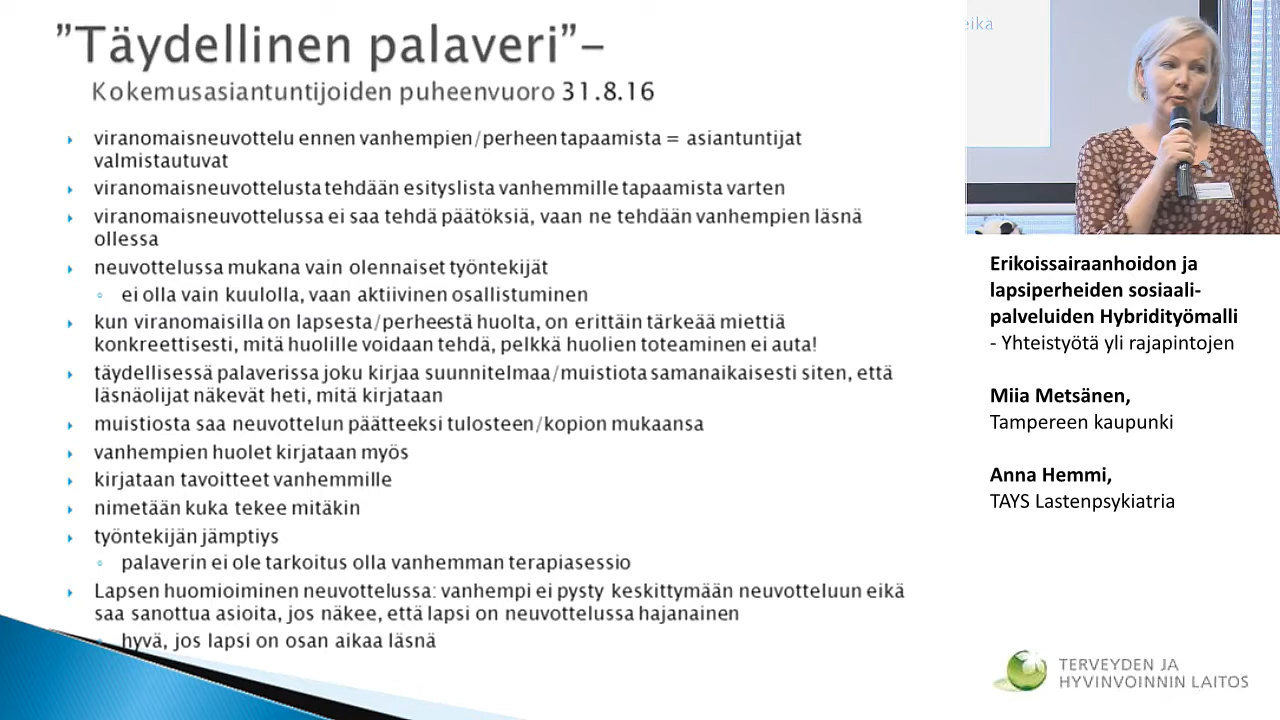 ”Täydellinen palaveri”–
Kokemusasiantuntijoiden puheenvuoro 31.8.16
viranomaisneuvottelu ennen vanhempien/perheen tapaamista = asiantuntijat
valmistautuvat
viranomaisneuvottelusta tehdään esityslista vanhemmille tapaamista varten
viranomaisneuvottelussa ei saa tehdä päätöksiä, vaan ne tehdään vanhempien läsnä
ollessa
neuvottelussa mukana vain olennaiset työntekijät
ei olla vain kuulolla, vaan aktiivinen osallistuminen
kun viranomaisilla on lapsesta/perheestä huolta, on erittäin tärkeää miettiä
konkreettisesti, mitä huolille voidaan tehdä, pelkkä huolien toteaminen ei auta!
täydellisessä palaverissa joku kirjaa suunnitelmaa/muistiota samanaikaisesti siten, että
läsnäolijat näkevät heti, mitä kirjataan
muistiosta saa neuvottelun päätteeksi tulosteen/kopion mukaansa
vanhempien huolet kirjataan myös
kirjataan tavoitteet vanhemmille
nimetään kuka tekee mitäkin
työntekijän jämptiys
palaverin ei ole tarkoitus olla vanhemman terapiasessio
Lapsen huomioiminen neuvottelussa: vanhempi ei pysty keskittymään neuvotteluun eikä
saa sanottua asioita, jos näkee, että lapsi on neuvottelussa hajanainen
hyvä, jos lapsi on osan aikaa läsnä
eikä
Erikoissairaanhoidon ja
lapsiperheiden sosiaali-
palveluiden Hybridityömalli
- Yhteistyötä yli rajapintojen
Miia Metsänen,
Tampereen kaupunki
Anna Hemmi,
TAYS Lastenpsykiatria
TERVEYDEN JA
HYVINVOINNIN LAITOS